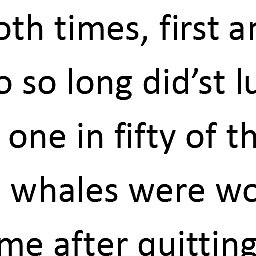 oth times, first ar
o so long did’st lu
one in fifty of th
whales were wo
me after quitting